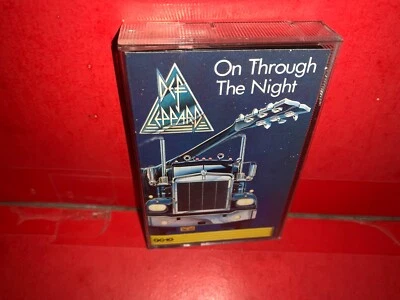 On Through
The Night
DEF
LEPPARD